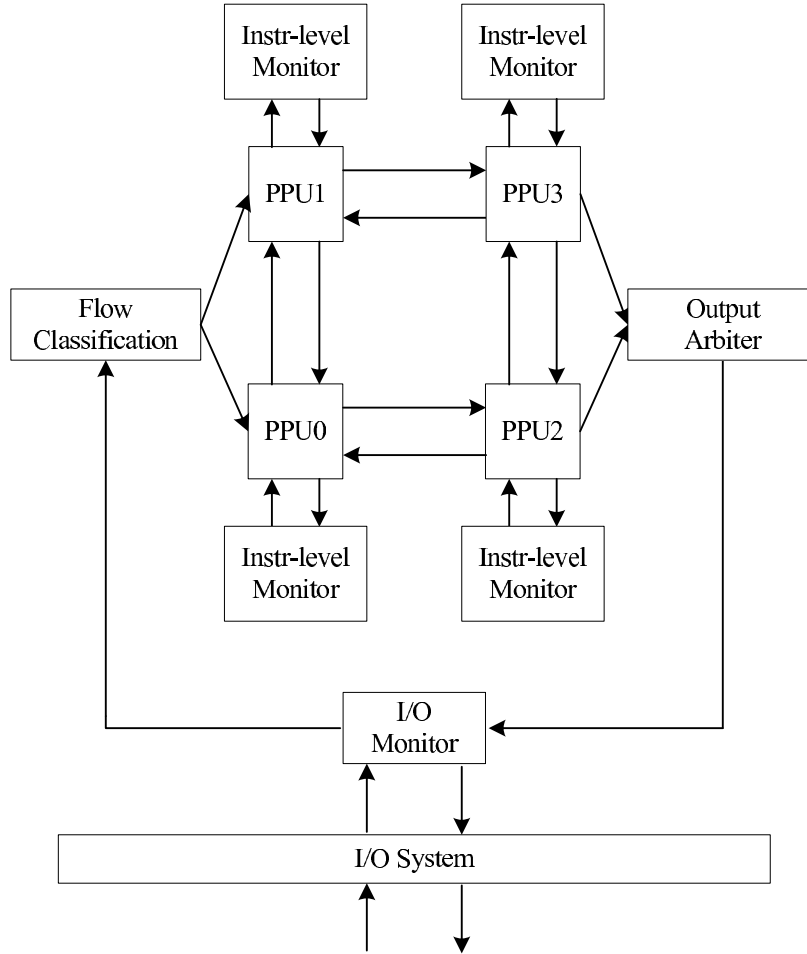 Instr-level
Monitor
Instr-level
Monitor
PPU1
PPU3
Flow
Classification
Output
Arbiter
PPU0
PPU2
Instr-level
Monitor
Instr-level
Monitor
I/O
Monitor
I/O System